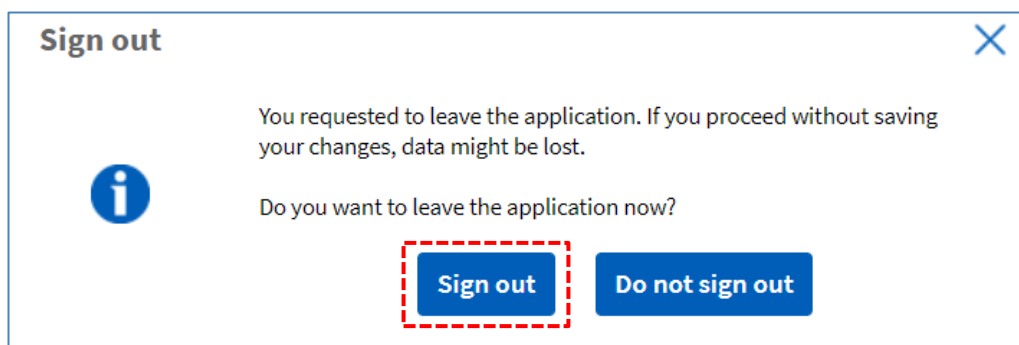 Sign out
You requested to leave the application. If you proceed without saving
your changes, data might be lost.
Do you want to leave the application now?
Sign out
Do not sign out